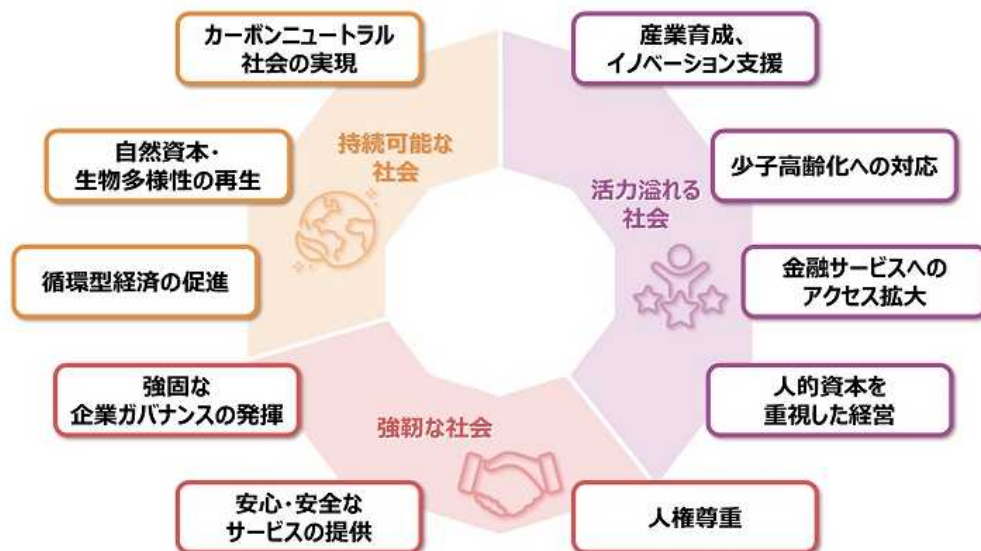 カーボンニュートラル
社会の実現
産業育成、
イノベーション支援
自然資本・
生物多様性の再生
持続可能な
社会
活力溢れる
社会
少子高齢化への対応
循環型経済の促進
金融サービスへの
アクセス拡大
強固な
企業ガバナンスの発揮
強靭な社会
人的資本を
重視した経営
安心・安全な
サービスの提供
人権尊重